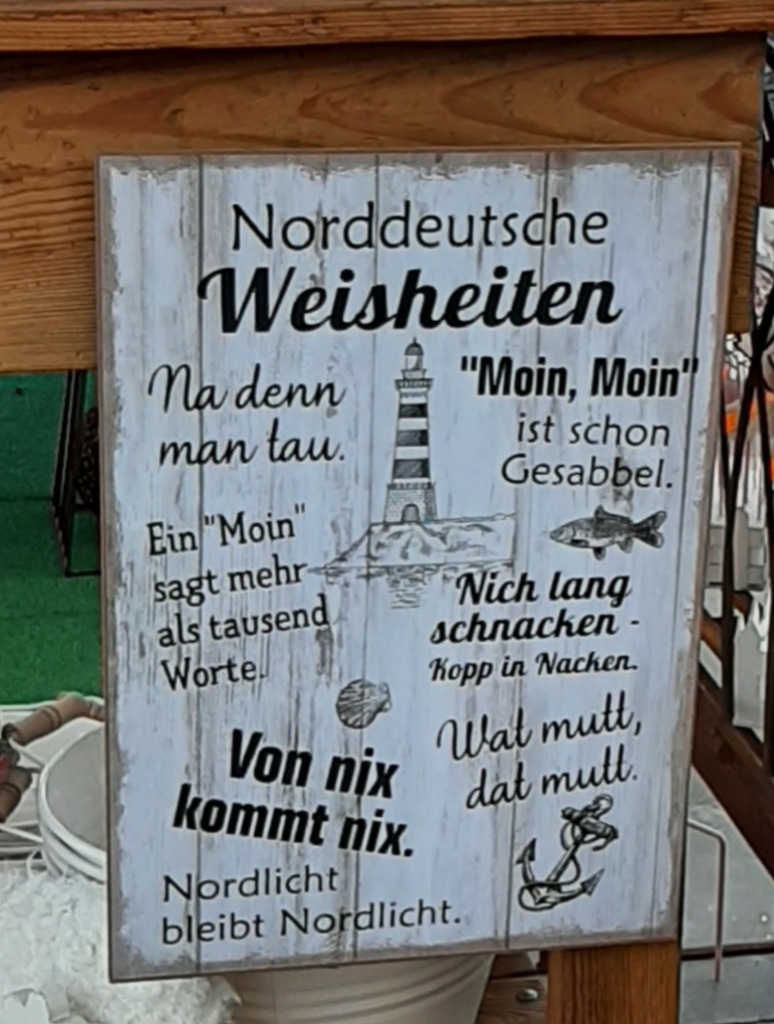 Norddeutsche
Weisheiten
Na denn
man tau.
"Moin, Moin"
ist schon
Gesabbel.
Ein "Moin"
sagt mehr
als tausend
Worte.
Nich lang
schnacken -
Kopp in Nacken.
Von nix
kommt nix.
Wat mutt,
dat mutt.
Nordlicht
bleibt Nordlicht.